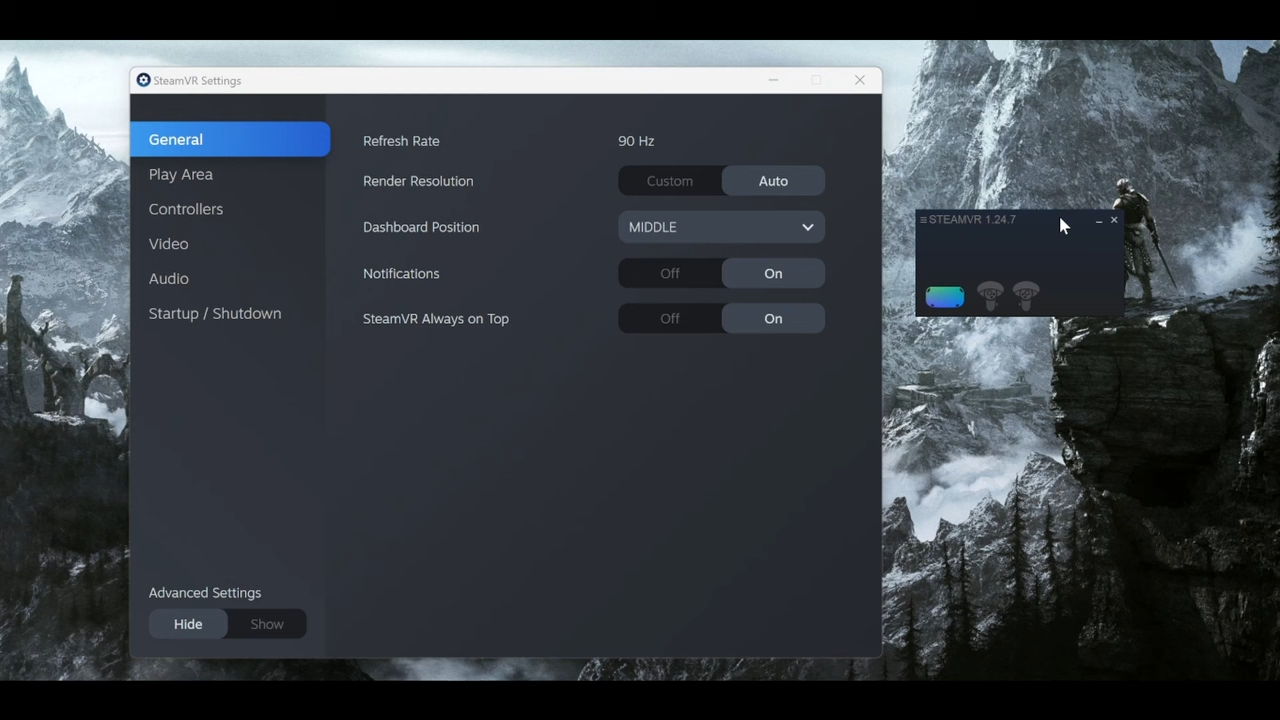 SteamVR Settings
General
Play Area
Controllers
Video
Audio
Startup / Shutdown
Advanced Settings
Hide Show
Refresh Rate 90 Hz
Render Resolution Custom Auto
Dashboard Position MIDDLE
Notifications Off On
SteamVR Always on Top Off On
STEAMVR 1.24.7